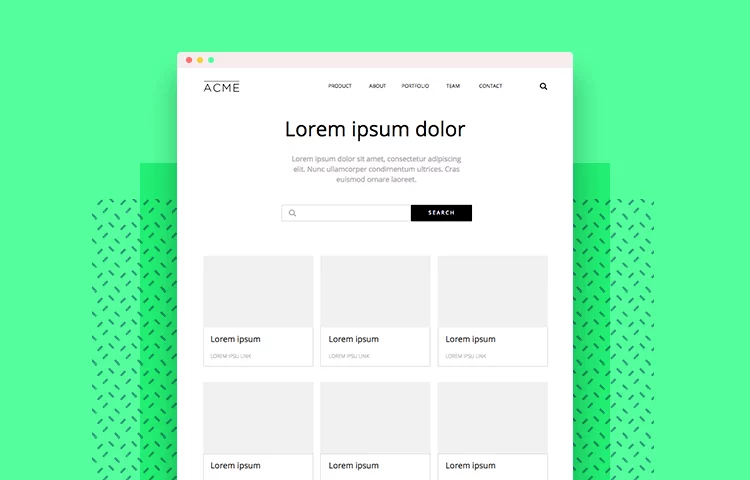 ACME
PRODUCT ABOUT PORTFOLIO TEAM CONTACT
Lorem ipsum dolor
Lorem ipsum dolor sit amet, consectetur adipiscing
elit. Nunc ullamcorper condimentum ultrices. Cras
euismod ornare laoreet.
SEARCH
Lorem ipsum Lorem ipsum Lorem ipsum
LOREM IPSU LINK LOREM IPSU LINK LOREM IPSU LINK
Lorem ipsum Lorem ipsum Lorem ipsum